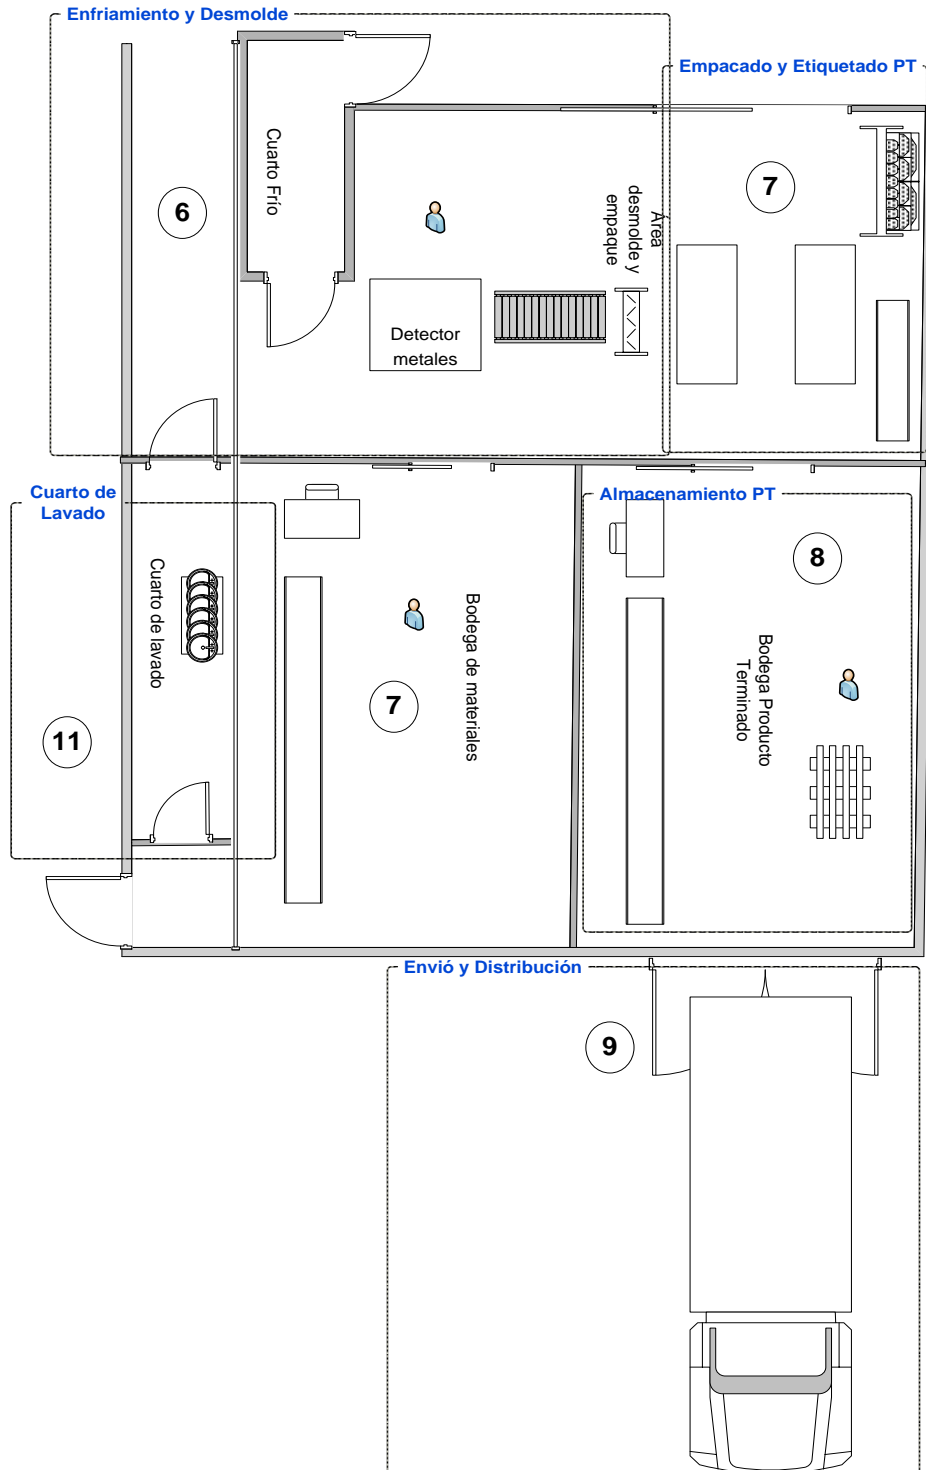 Enfriamiento y Desmolde
Empacado y Etiquetado PT
Cuarto Frío
6
Área
desmolde y
empaque
7
Detector
metales
Cuarto de
Lavado
Almacenamiento PT
8
Cuarto de lavado
Bodega de materiales
7
Bodega Producto
Terminado
11
Envió y Distribución
9